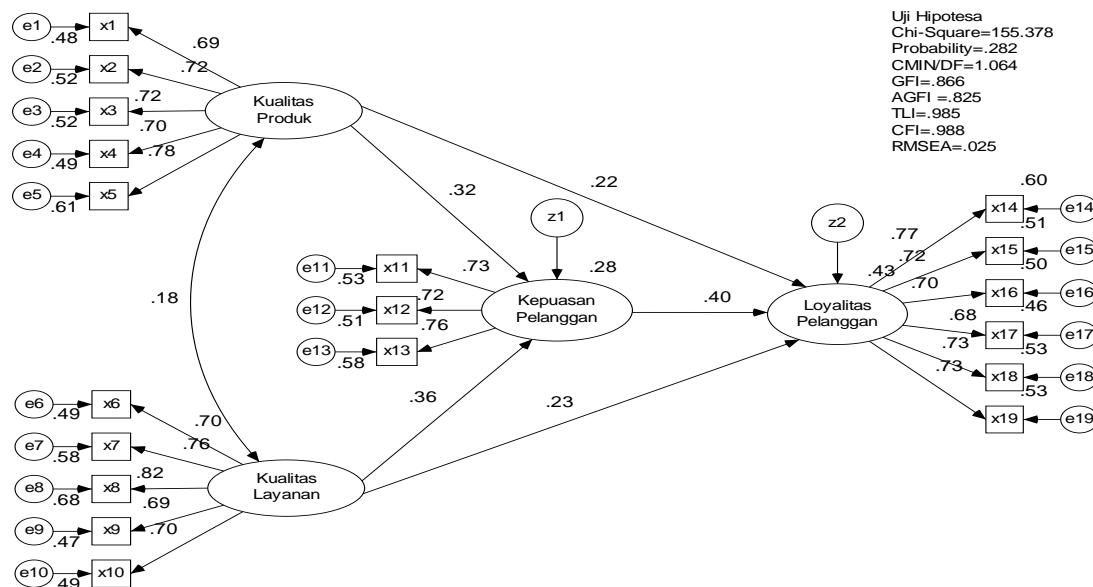 Uji Hipotesa
Chi-Square=155.378
Probability=.282
CMIN/DF=1.064
GFI=.866
AGFI =.825
TLI=.985
CFI=.988
RMSEA=.025
e1
.48
x1
.69
e2
.52
x2
.72
e3
.52
x3
.72
e4
.49
x4
.70
e5
.61
x5
.78
Kualitas
Produk
.22
.32
.18
z1
z2
e11
.53
x11
.73
e12
.51
x12
.72
e13
.58
x13
.76
.28
Kepuasan
Pelanggan
.40
.43
Loyalitas
Pelanggan
.60
.77
x14
e14
.51
.72
x15
e15
.50
.70
x16
e16
.46
.68
x17
e17
.53
.73
x18
e18
.53
.73
x19
e19
.36
.23
e6
.49
x6
.70
e7
.58
x7
.76
e8
.68
x8
.82
e9
.47
x9
.69
e10
.49
x10
.70
Kualitas
Layanan